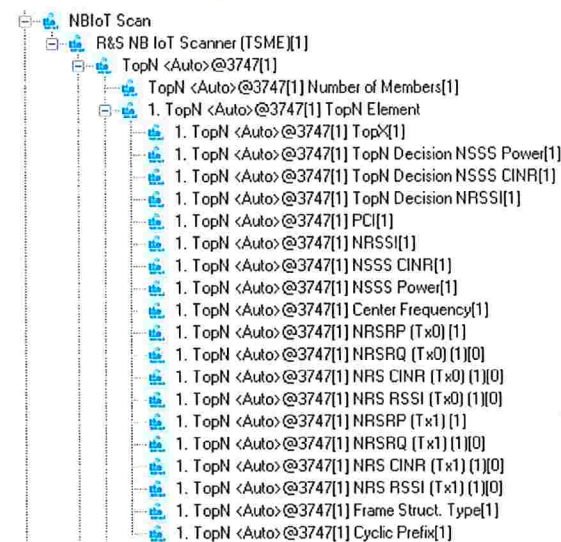 NBIoT Scan
R&S NB IoT Scanner (TSME)[1]
TopN <Auto>@3747[1]
TopN <Auto>@3747[1] Number of Members[1]
1. TopN <Auto>@3747[1] TopN Element
1. TopN <Auto>@3747[1] TopX[1]
1. TopN <Auto>@3747[1] TopN Decision NSSS Power[1]
1. TopN <Auto>@3747[1] TopN Decision NSSS CINR[1]
1. TopN <Auto>@3747[1] TopN Decision NRSSI[1]
1. TopN <Auto>@3747[1] PCI[1]
1. TopN <Auto>@3747[1] NRSSI[1]
1. TopN <Auto>@3747[1] NSSS CINR[1]
1. TopN <Auto>@3747[1] NSSS Power[1]
1. TopN <Auto>@3747[1] Center Frequency[1]
1. TopN <Auto>@3747[1] NRSRP (Tx0) [1]
1. TopN <Auto>@3747[1] NRSRQ (Tx0) (1)[0]
1. TopN <Auto>@3747[1] NRS CINR (Tx0) (1)[0]
1. TopN <Auto>@3747[1] NRS RSSI (Tx0) (1)[0]
1. TopN <Auto>@3747[1] NRSRP (Tx1) [1]
1. TopN <Auto>@3747[1] NRSRQ (Tx1) (1)[0]
1. TopN <Auto>@3747[1] NRS CINR (Tx1) (1)[0]
1. TopN <Auto>@3747[1] NRS RSSI (Tx1) (1)[0]
1. TopN <Auto>@3747[1] Frame Struct. Type[1]
1. TopN <Auto>@3747[1] Cyclic Prefix[1]